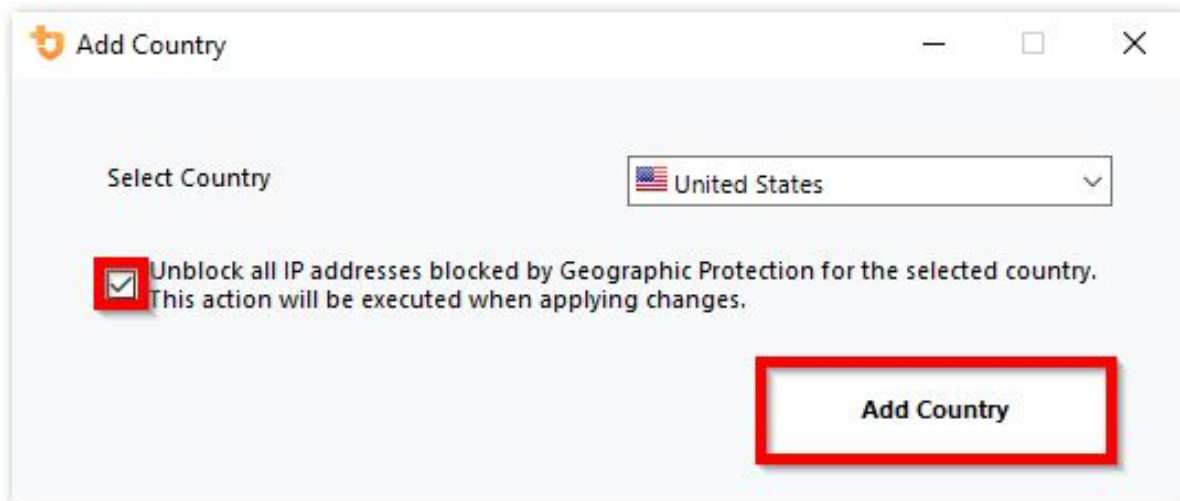 Add Country
Select Country
United States
Unblock all IP addresses blocked by Geographic Protection for the selected country.
This action will be executed when applying changes.
Add Country